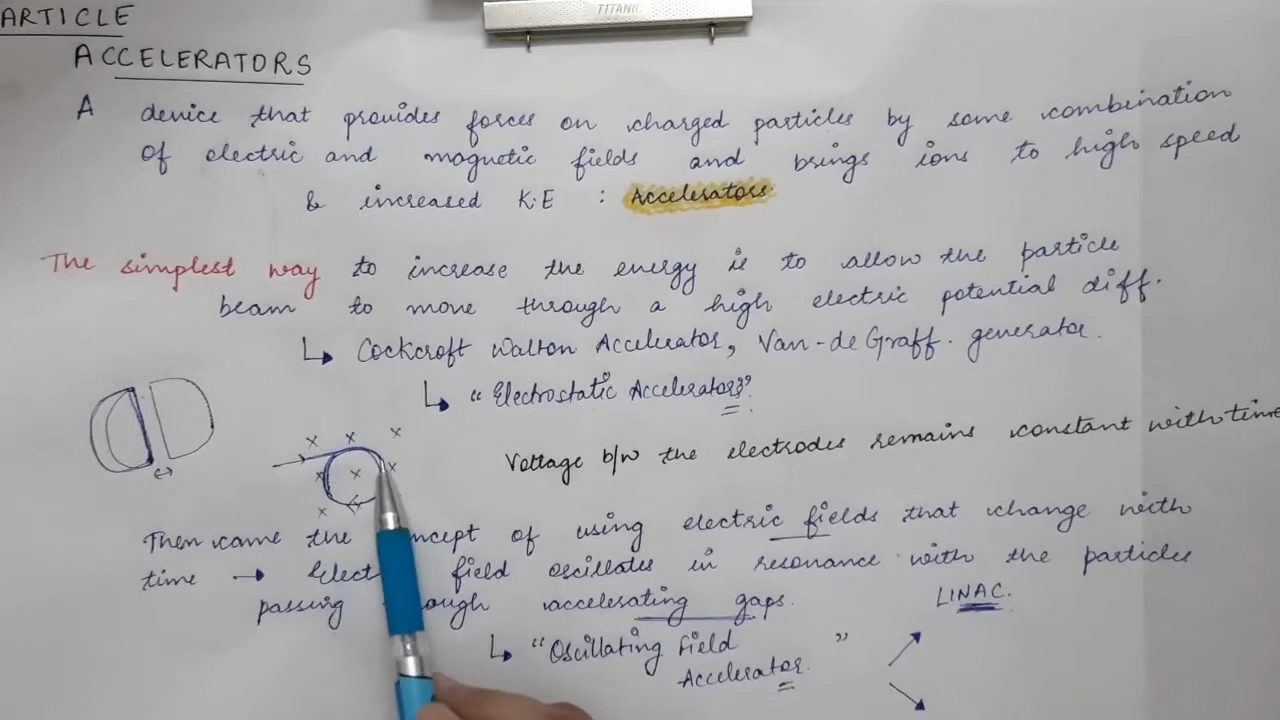 TITANIC
ARTICLE
ACCELERATORS
A device that provides forces on charged particles by some combination
of electric and magnetic fields and brings ions to high speed
& increased K.E : Accelerators
The simplest way to increase the energy is to allow the particle
beam to move through a high electric potential diff.
↳ Cockcroft Walton Accelerator, Van-de Graff. generator.
↳ "Electrostatic Accelerators"
Voltage b/w the electrodes remains constant with time
Then came the ncept of using electric fields that change with
time → Elect field oscillates in resonance with the particles
passing ough accelerating gaps.
LINAC.
↳ "Oscillating Field "
Accelerator.